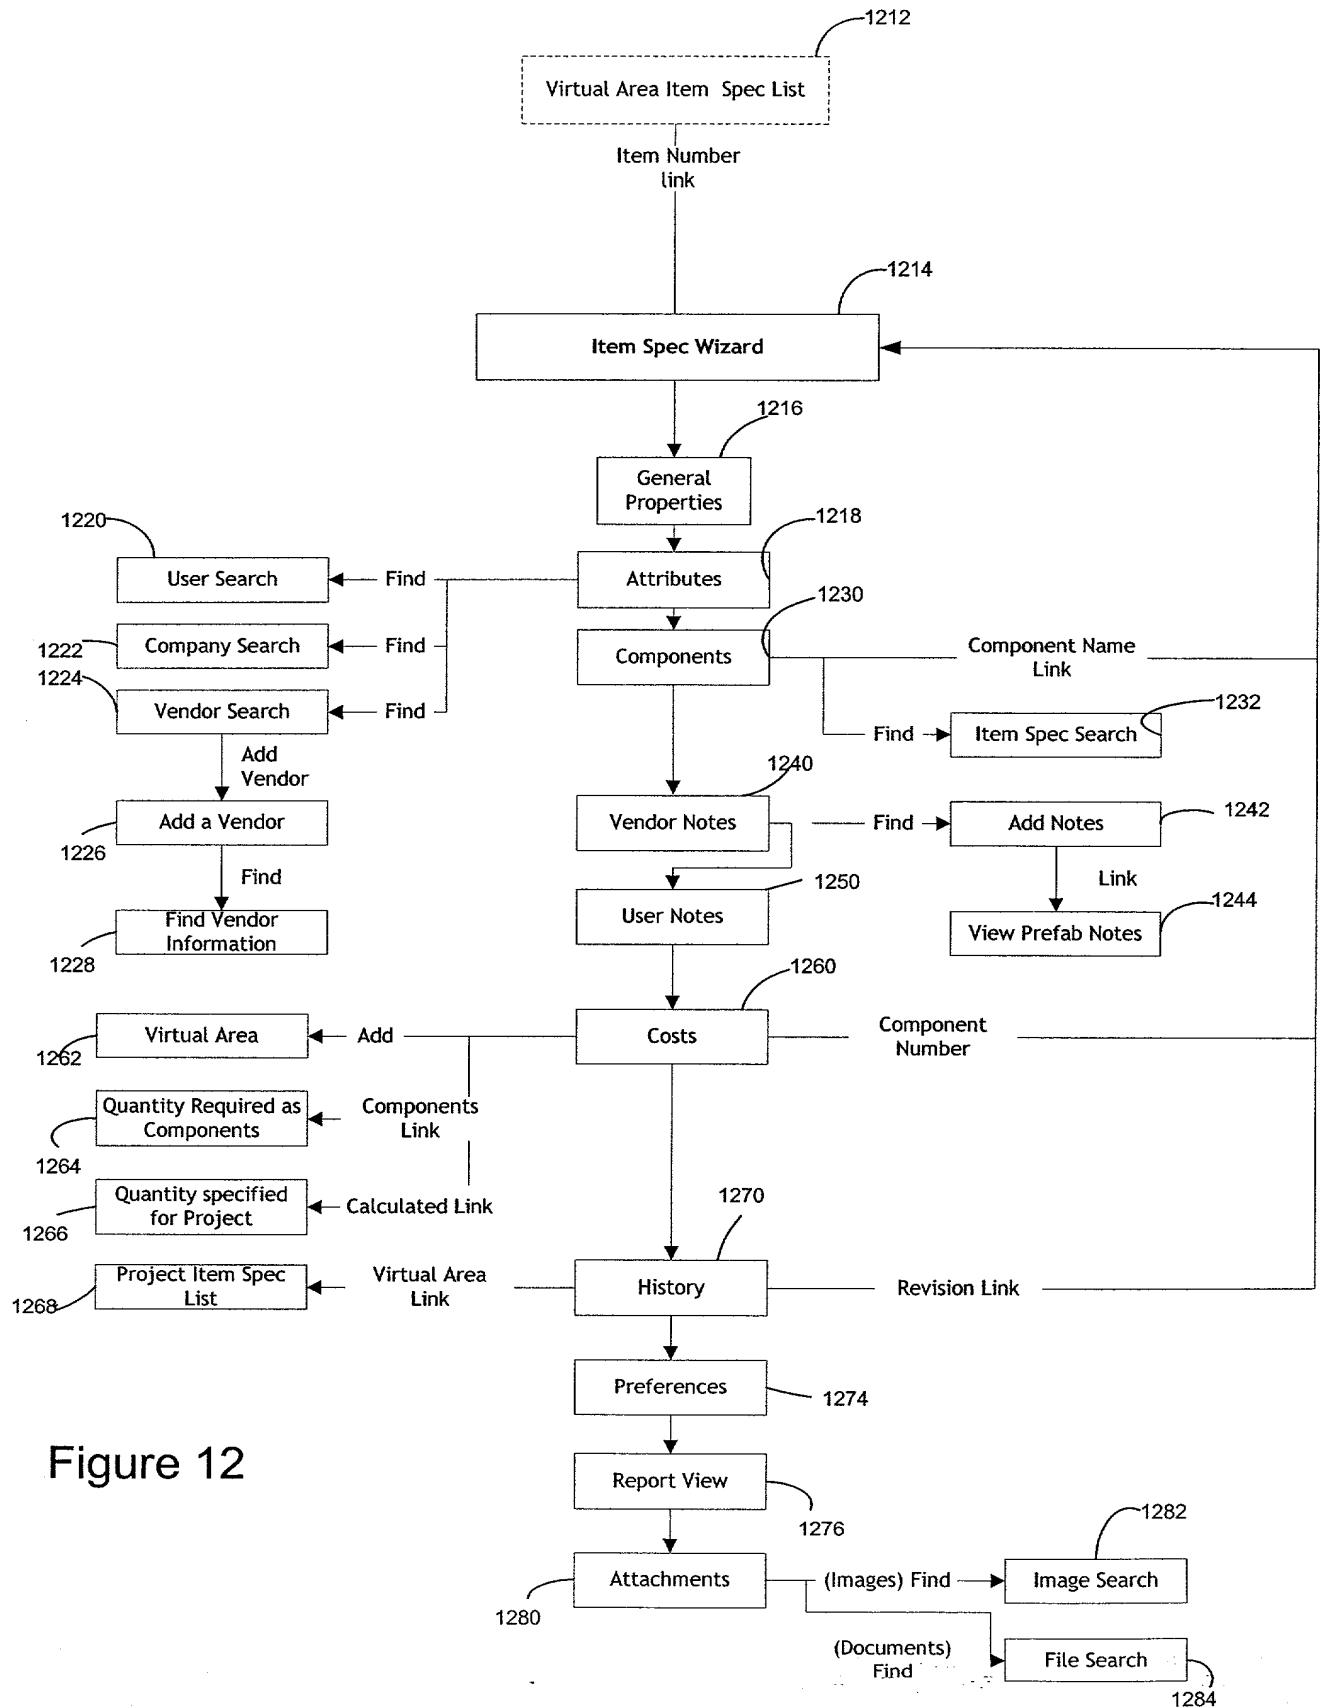 1212
Virtual Area Item Spec List
Item Number
link
1214
Item Spec Wizard
1216
General
Properties
1218
1220
User Search
Find
Attributes
1230
1222
Company Search
Find
Components
Component Name
Link
1224
Vendor Search
Find
1232
Find
Item Spec Search
Add
Vendor
1240
1226
Add a Vendor
Vendor Notes
Find
Add Notes
1242
Find
1250
Link
1228
Find Vendor
Information
User Notes
View Prefab Notes
1244
1260
1262
Virtual Area
Add
Costs
Component
Number
1264
Quantity Required as
Components
Components
Link
1266
Quantity specified
for Project
Calculated Link
1270
1268
Project Item Spec
List
Virtual Area
Link
History
Revision Link
Preferences
1274
Figure 12
Report View
1276
1282
1280
Attachments
(Images) Find
Image Search
(Documents)
Find
File Search
1284